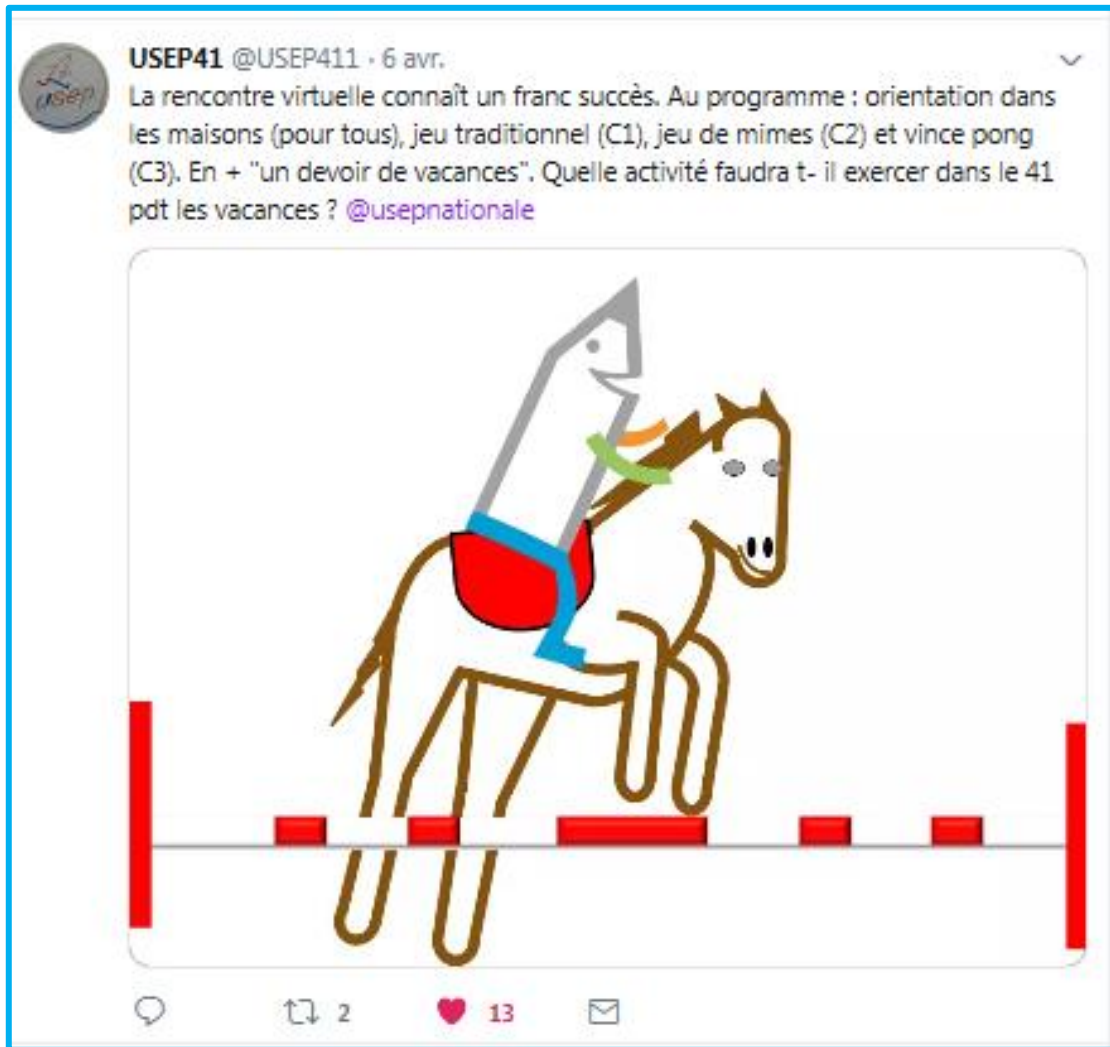 USEP41 @USEP411 · 6 avr.
La rencontre virtuelle connaît un franc succès. Au programme : orientation dans
les maisons (pour tous), jeu traditionnel (C1), jeu de mimes (C2) et vince pong
(C3). En + "un devoir de vacances". Quelle activité faudra t- il exercer dans le 41
pdt les vacances ? @usepnationale
usep
2
13